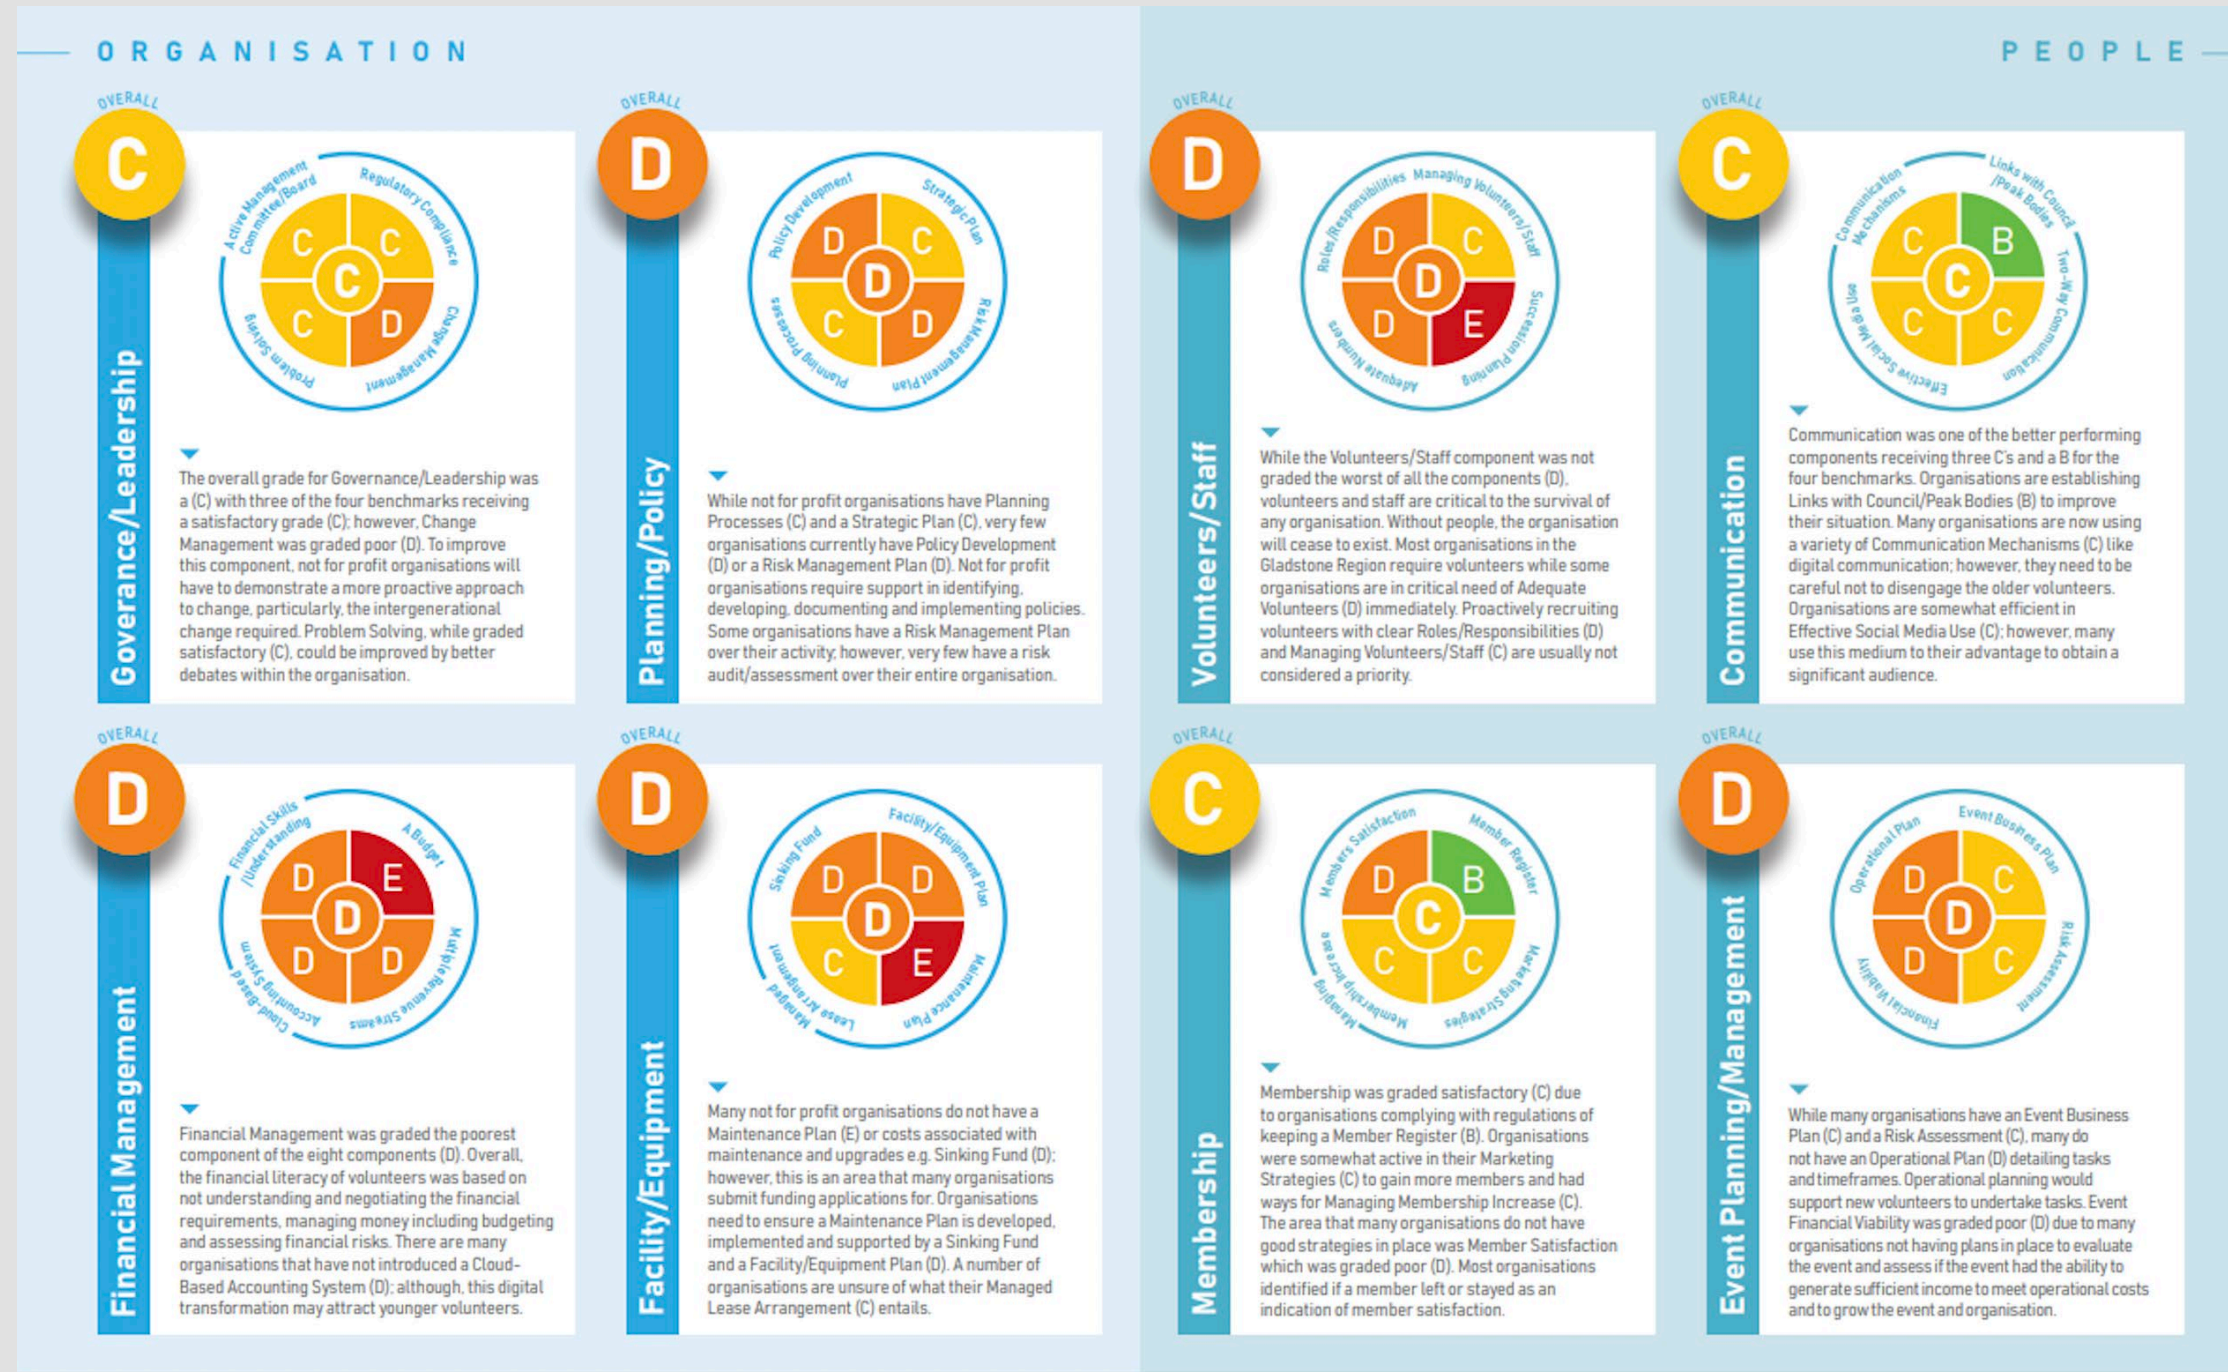 ORGANISATION
OVERALL
C
Goverance/Leadership
Active Management
Committee/Board
Regulatory Compliance
Change Management
Problem Solving
C
C
C
C
D
The overall grade for Governance/Leadership was
a (C) with three of the four benchmarks receiving
a satisfactory grade (C); however, Change
Management was graded poor (D). To improve
this component, not for profit organisations will
have to demonstrate a more proactive approach
to change, particularly, the intergenerational
change required. Problem Solving, while graded
satisfactory (C), could be improved by better
debates within the organisation.
OVERALL
D
Planning/Policy
Policy Development
Strategic Plan
Risk Management Plan
Planning Processes
D
C
D
C
D
While not for profit organisations have Planning
Processes (C) and a Strategic Plan (C), very few
organisations currently have Policy Development
(D) or a Risk Management Plan (D). Not for profit
organisations require support in identifying,
developing, documenting and implementing policies.
Some organisations have a Risk Management Plan
over their activity; however, very few have a risk
audit/assessment over their entire organisation.
OVERALL
D
Financial Management
Financial Skills
/Understanding
A Budget
Multiple Revenue Streams
Cloud-Based
Accounting System
D
E
D
D
D
Financial Management was graded the poorest
component of the eight components (D). Overall,
the financial literacy of volunteers was based on
not understanding and negotiating the financial
requirements, managing money including budgeting
and assessing financial risks. There are many
organisations that have not introduced a Cloud-
Based Accounting System (D); although, this digital
transformation may attract younger volunteers.
OVERALL
D
Facility/Equipment
Sinking Fund
Facility/Equipment Plan
Maintenance Plan
Managed
Lease Arrangement
D
D
D
C
E
Many not for profit organisations do not have a
Maintenance Plan (E) or costs associated with
maintenance and upgrades e.g. Sinking Fund (D);
however, this is an area that many organisations
submit funding applications for. Organisations
need to ensure a Maintenance Plan is developed,
implemented and supported by a Sinking Fund
and a Facility/Equipment Plan (D). A number of
organisations are unsure of what their Managed
Lease Arrangement (C) entails.
PEOPLE
OVERALL
D
Volunteers/Staff
Roles/Responsibilities
Managing Volunteers/Staff
Succession Planning
Adequate Numbers
D
C
D
D
E
While the Volunteers/Staff component was not
graded the worst of all the components (D),
volunteers and staff are critical to the survival of
any organisation. Without people, the organisation
will cease to exist. Most organisations in the
Gladstone Region require volunteers while some
organisations are in critical need of Adequate
Volunteers (D) immediately. Proactively recruiting
volunteers with clear Roles/Responsibilities (D)
and Managing Volunteers/Staff (C) are usually not
considered a priority.
OVERALL
C
Communication
Communication
Mechanisms
Links with Council
/Peak Bodies
Two-Way Communication
Effective Social Media Use
C
B
C
C
C
Communication was one of the better performing
components receiving three C's and a B for the
four benchmarks. Organisations are establishing
Links with Council/Peak Bodies (B) to improve
their situation. Many organisations are now using
a variety of Communication Mechanisms (C) like
digital communication; however, they need to be
careful not to disengage the older volunteers.
Organisations are somewhat efficient in
Effective Social Media Use (C); however, many
use this medium to their advantage to obtain a
significant audience.
OVERALL
C
Membership
Members Satisfaction
Member Register
Marketing Strategies
Managing
Membership Increase
D
B
C
C
C
Membership was graded satisfactory (C) due
to organisations complying with regulations of
keeping a Member Register (B). Organisations
were somewhat active in their Marketing
Strategies (C) to gain more members and had
ways for Managing Membership Increase (C).
The area that many organisations do not have
good strategies in place was Member Satisfaction
which was graded poor (D). Most organisations
identified if a member left or stayed as an
indication of member satisfaction.
OVERALL
D
Event Planning/Management
Operational Plan
Event Business Plan
Risk Assessment
Financial Viability
D
C
D
D
C
While many organisations have an Event Business
Plan (C) and a Risk Assessment (C), many do
not have an Operational Plan (D) detailing tasks
and timeframes. Operational planning would
support new volunteers to undertake tasks. Event
Financial Viability was graded poor (D) due to many
organisations not having plans in place to evaluate
the event and assess if the event had the ability to
generate sufficient income to meet operational costs
and to grow the event and organisation.